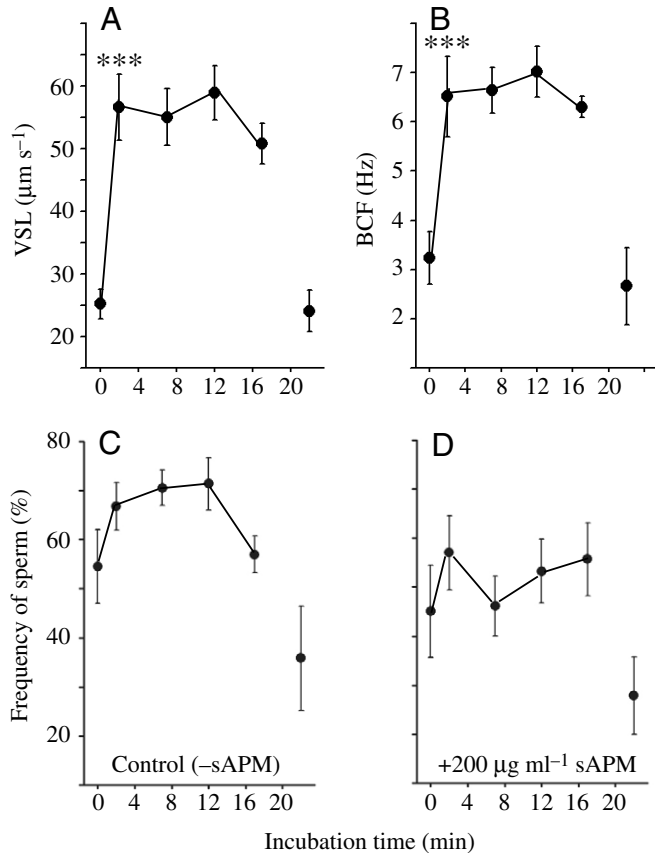 A
***
VSL (μm s⁻¹)
60
50
40
30
20
0 4 8 12 16 20
B
***
BCF (Hz)
7
6
5
4
3
2
0 4 8 12 16 20
C
Frequency of sperm (%)
80
60
40
20
Control (–sAPM)
0 4 8 12 16 20
D
+200 μg ml⁻¹ sAPM
0 4 8 12 16 20
Incubation time (min)